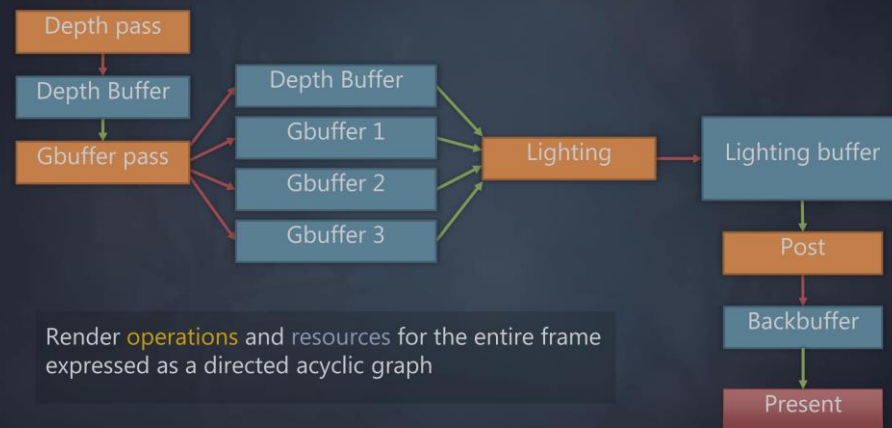 Depth pass
Depth Buffer
Gbuffer pass
Depth Buffer
Gbuffer 1
Gbuffer 2
Gbuffer 3
Lighting
Lighting buffer
Post
Backbuffer
Present
Render operations and resources for the entire frame
expressed as a directed acyclic graph